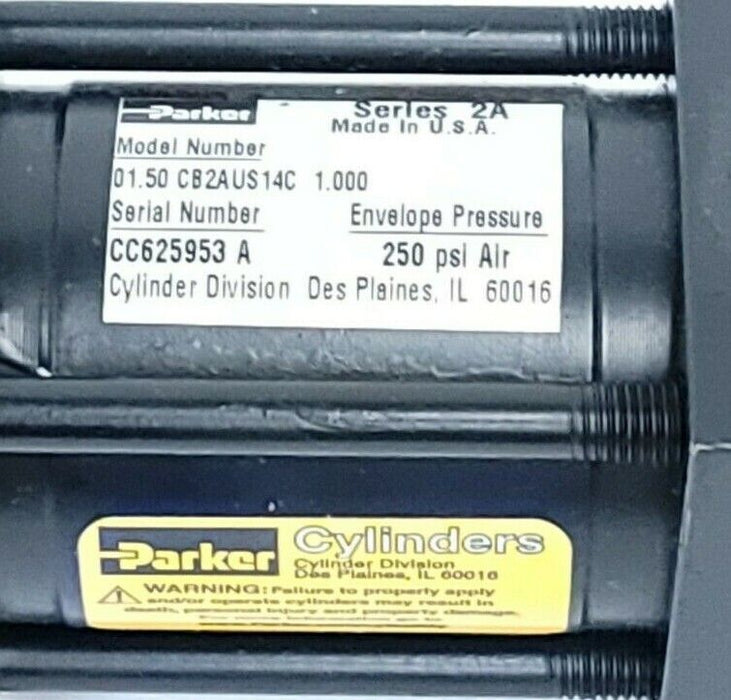 Parker Series 2A
Made In U.S.A.
Model Number
01.50 CB2AUS14C 1.000
Serial Number Envelope Pressure
CC625953 A 250 psi Air
Cylinder Division Des Plaines, IL 60016
Parker Cylinders
Cylinder Division
Des Plaines, IL 60016
WARNING: Failure to properly apply
and/or operate cylinders may result in
death, personal injury and property damage.